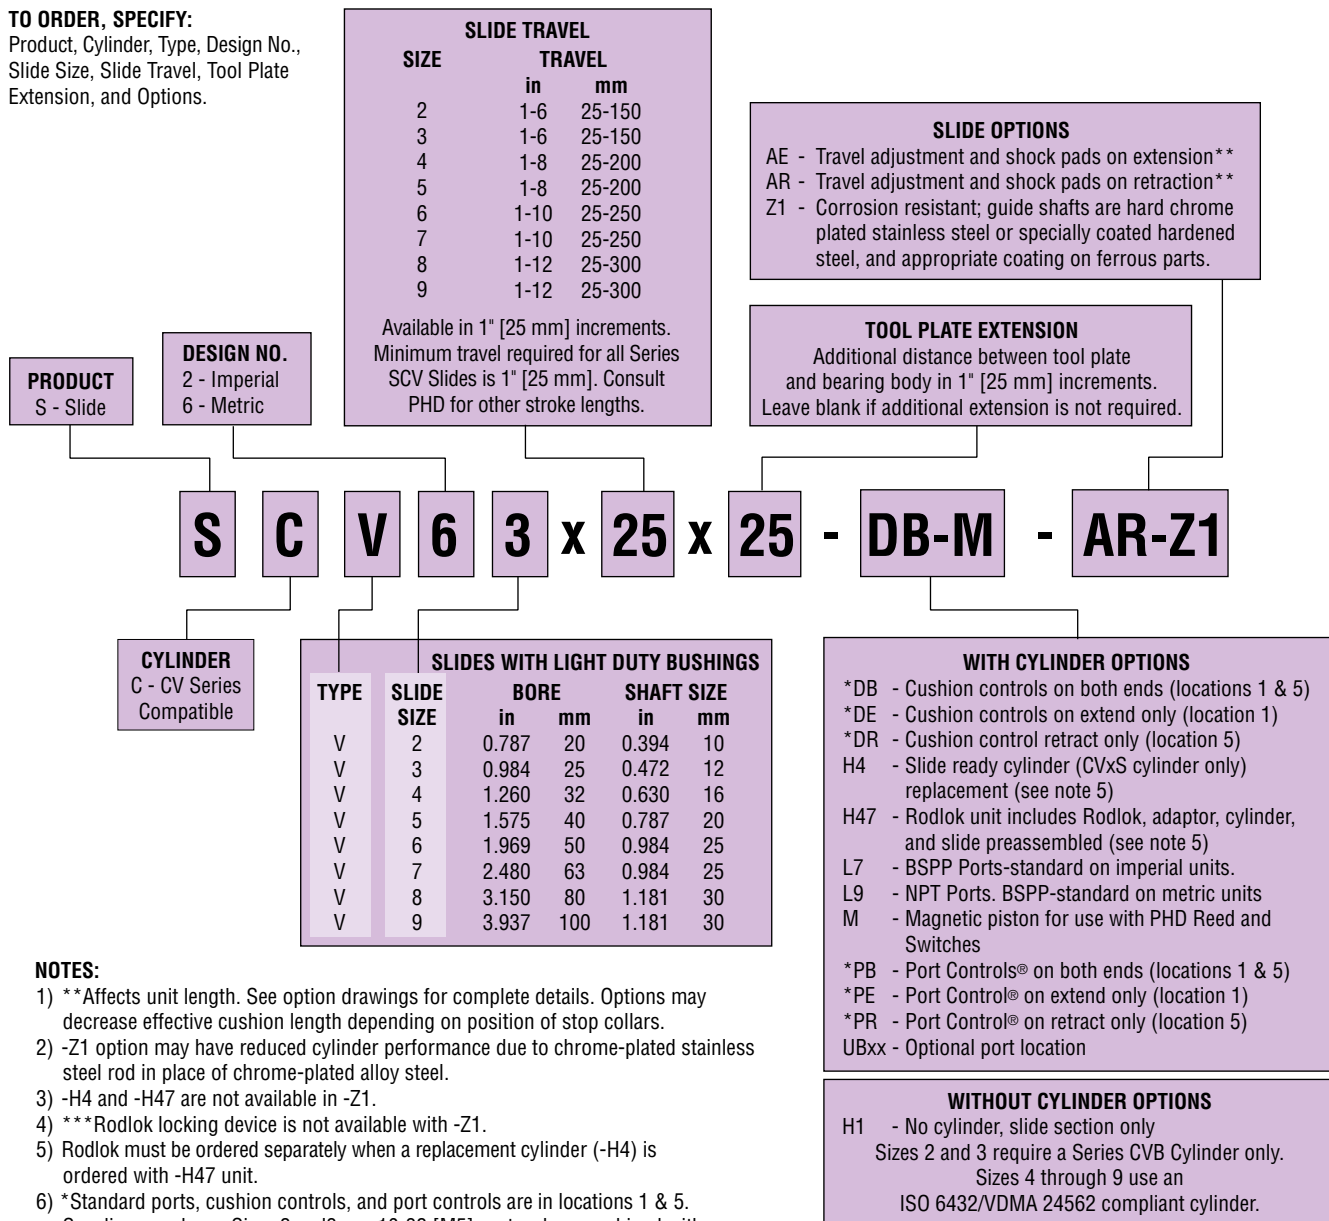 TO ORDER, SPECIFY:
Product, Cylinder, Type, Design No.,
Slide Size, Slide Travel, Tool Plate
Extension, and Options.
SLIDE TRAVEL
SIZE TRAVEL
in mm
2 1-6 25-150
3 1-6 25-150
4 1-8 25-200
5 1-8 25-200
6 1-10 25-250
7 1-10 25-250
8 1-12 25-300
9 1-12 25-300
Available in 1" [25 mm] increments.
Minimum travel required for all Series
SCV Slides is 1" [25 mm]. Consult
PHD for other stroke lengths.
SLIDE OPTIONS
AE - Travel adjustment and shock pads on extension**
AR - Travel adjustment and shock pads on retraction**
Z1 - Corrosion resistant; guide shafts are hard chrome
plated stainless steel or specially coated hardened
steel, and appropriate coating on ferrous parts.
TOOL PLATE EXTENSION
Additional distance between tool plate
and bearing body in 1" [25 mm] increments.
Leave blank if additional extension is not required.
DESIGN NO.
2 - Imperial
6 - Metric
PRODUCT
S - Slide
S C V 6 3 x 25 x 25 - DB-M - AR-Z1
CYLINDER
C - CV Series
Compatible
SLIDES WITH LIGHT DUTY BUSHINGS
TYPE SLIDE BORE SHAFT SIZE
SIZE in mm in mm
V 2 0.787 20 0.394 10
V 3 0.984 25 0.472 12
V 4 1.260 32 0.630 16
V 5 1.575 40 0.787 20
V 6 1.969 50 0.984 25
V 7 2.480 63 0.984 25
V 8 3.150 80 1.181 30
V 9 3.937 100 1.181 30
WITH CYLINDER OPTIONS
*DB - Cushion controls on both ends (locations 1 & 5)
*DE - Cushion controls on extend only (location 1)
*DR - Cushion control retract only (location 5)
H4 - Slide ready cylinder (CVxS cylinder only)
replacement (see note 5)
H47 - Rodlok unit includes Rodlok, adaptor, cylinder,
and slide preassembled (see note 5)
L7 - BSPP Ports-standard on imperial units.
L9 - NPT Ports. BSPP-standard on metric units
M - Magnetic piston for use with PHD Reed and
Switches
*PB - Port Controls® on both ends (locations 1 & 5)
*PE - Port Control® on extend only (location 1)
*PR - Port Control® on retract only (location 5)
UBxx - Optional port location
WITHOUT CYLINDER OPTIONS
H1 - No cylinder, slide section only
Sizes 2 and 3 require a Series CVB Cylinder only.
Sizes 4 through 9 use an
ISO 6432/VDMA 24562 compliant cylinder.
NOTES:
1) **Affects unit length. See option drawings for complete details. Options may
decrease effective cushion length depending on position of stop collars.
2) -Z1 option may have reduced cylinder performance due to chrome-plated stainless
steel rod in place of chrome-plated alloy steel.
3) -H4 and -H47 are not available in -Z1.
4) ***Rodlok locking device is not available with -Z1.
5) Rodlok must be ordered separately when a replacement cylinder (-H4) is
ordered with -H47 unit.
6) *Standard ports, cushion controls, and port controls are in locations 1 & 5.